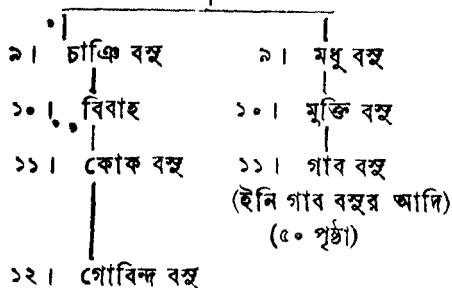 ৯। চাঞি বসু ৯। মধু বসু
১০। বিবাহ ১০। মুক্তি বসু
১১। কোক বসু ১১। গাব বসু
(ইনি গাব বসুর আদি)
(৫০ পৃষ্ঠা)
১২। গোবিন্দ বসু